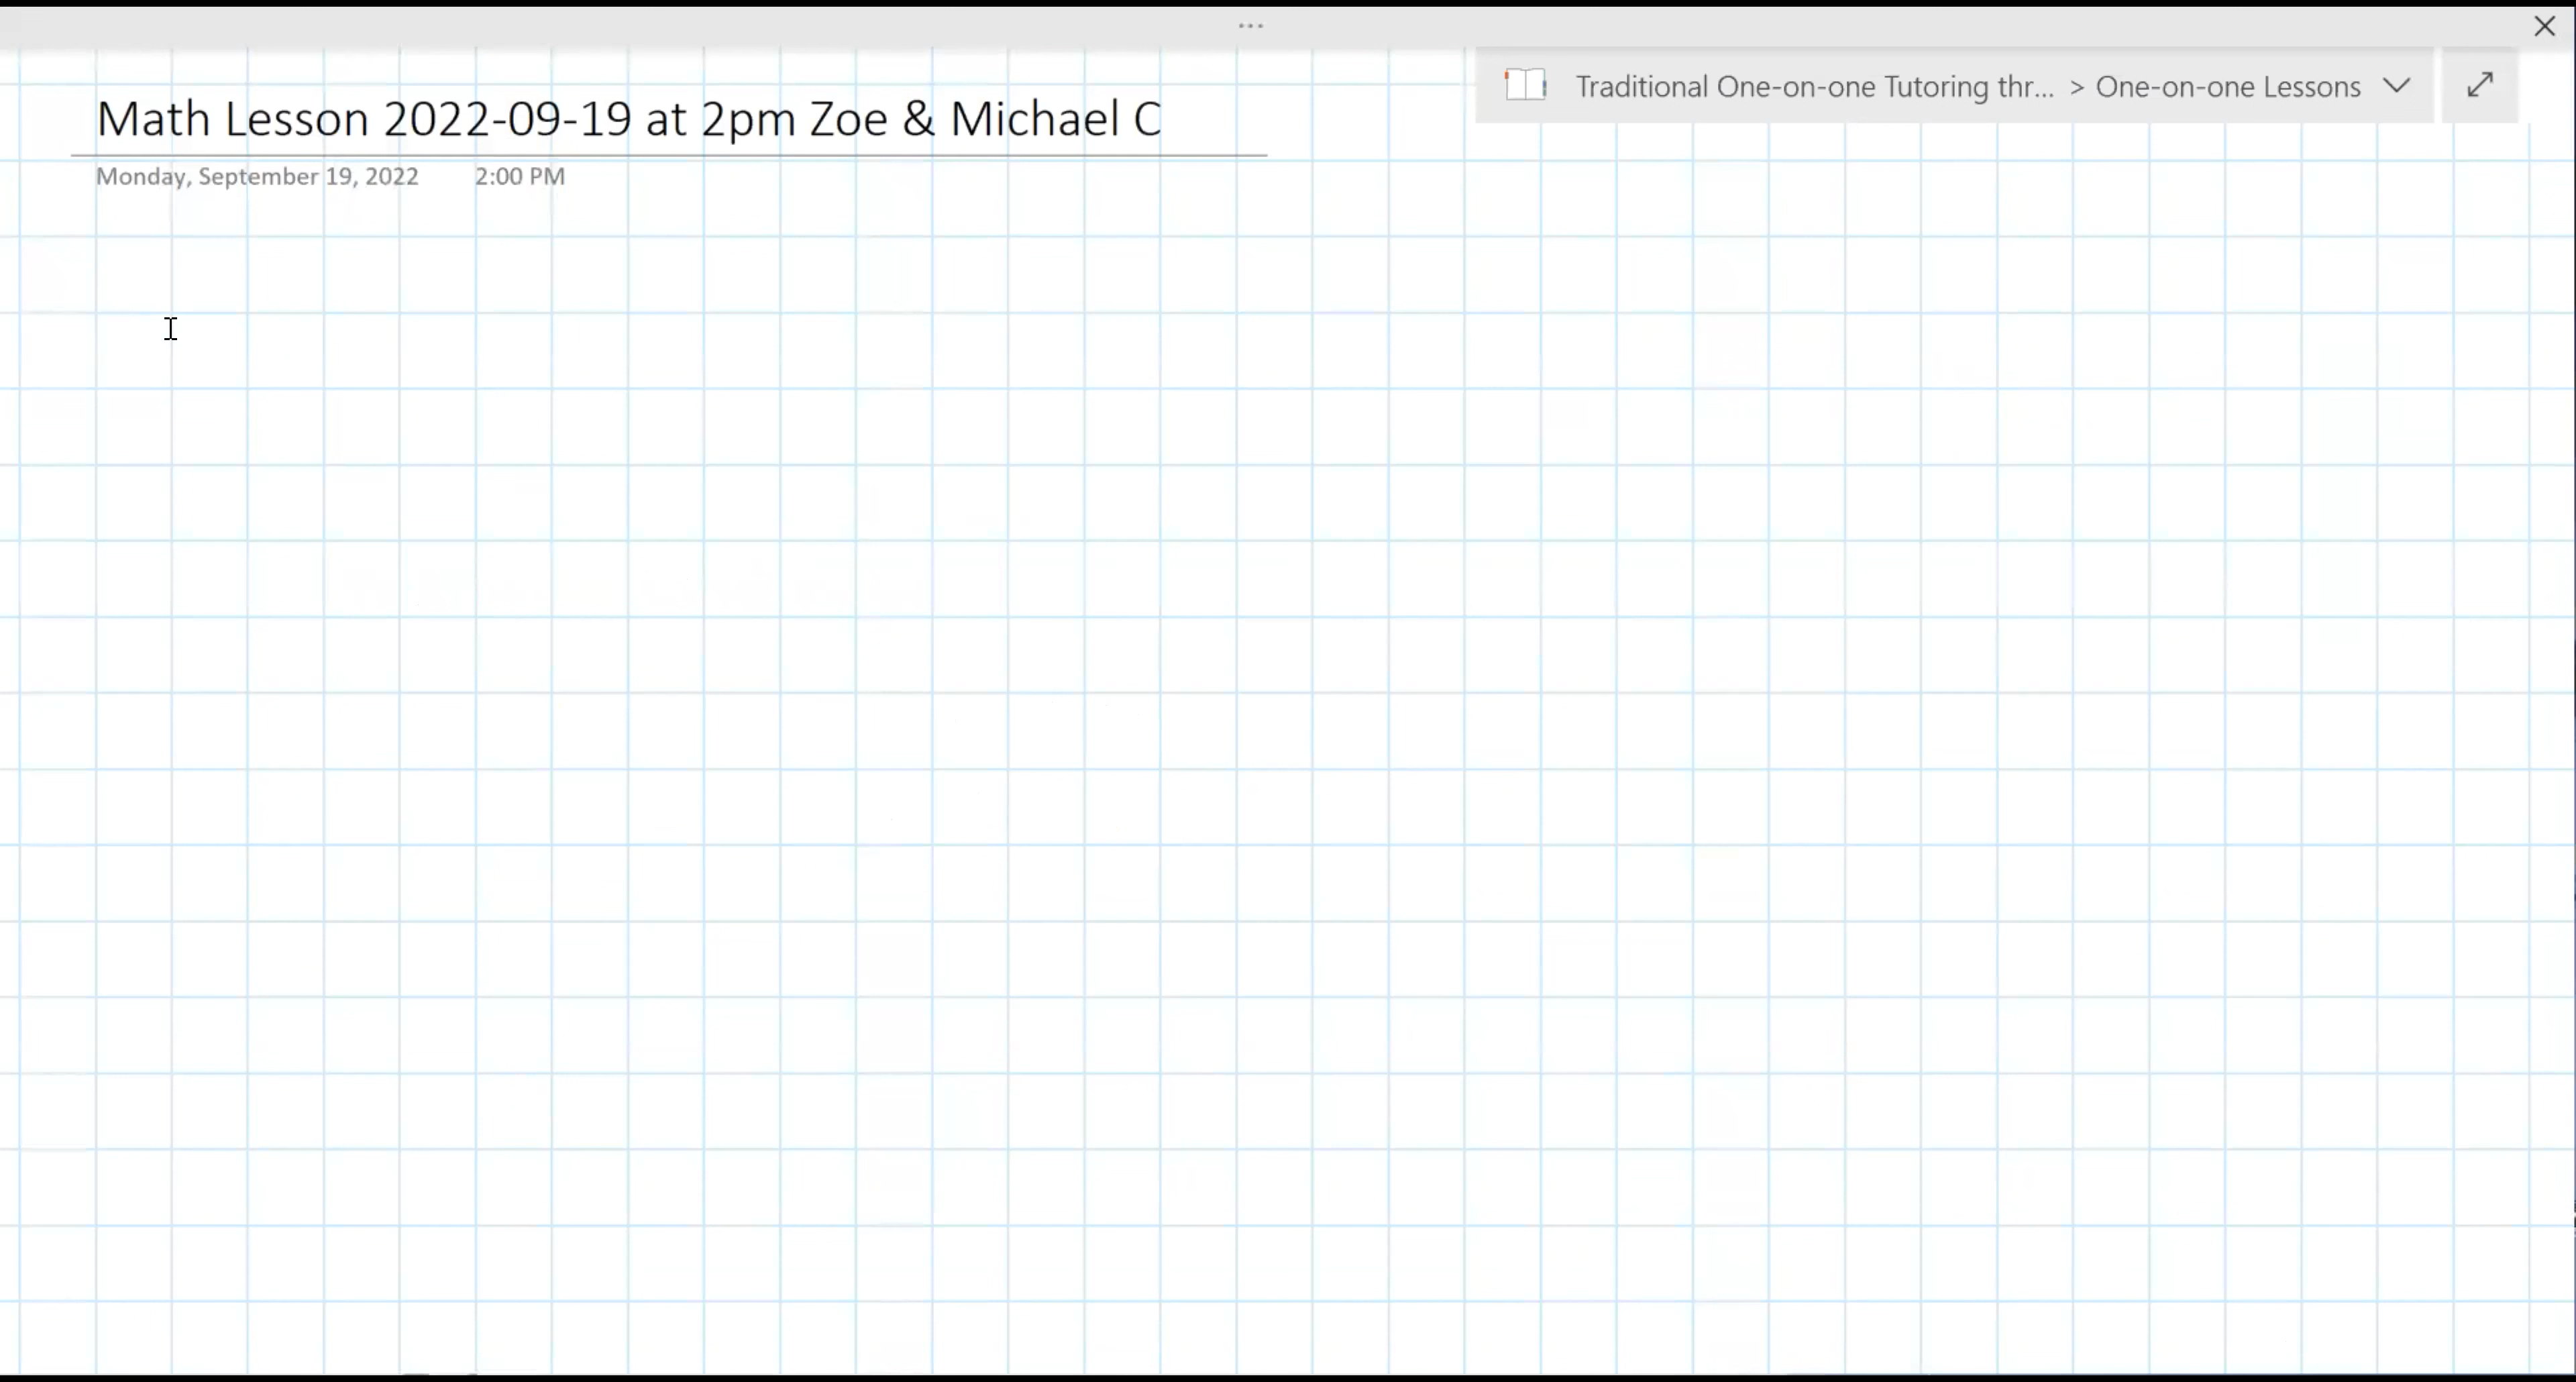 Traditional One-on-one Tutoring thr... > One-on-one Lessons
Math Lesson 2022-09-19 at 2pm Zoe & Michael C
Monday, September 19, 2022 2:00 PM